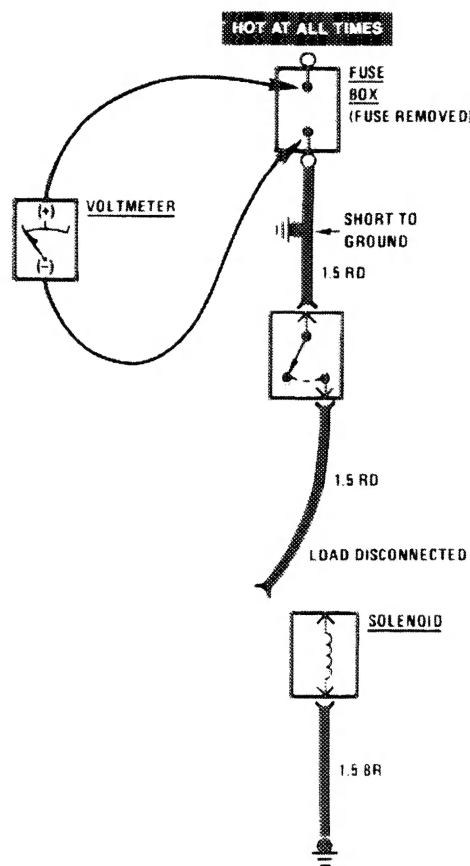 HOT AT ALL TIMES
FUSE
BOX
(FUSE REMOVED)
VOLTMETER
(+)
(-)
SHORT TO
GROUND
1.5 RD
1.5 RD
LOAD DISCONNECTED
SOLENOID
1.5 BR